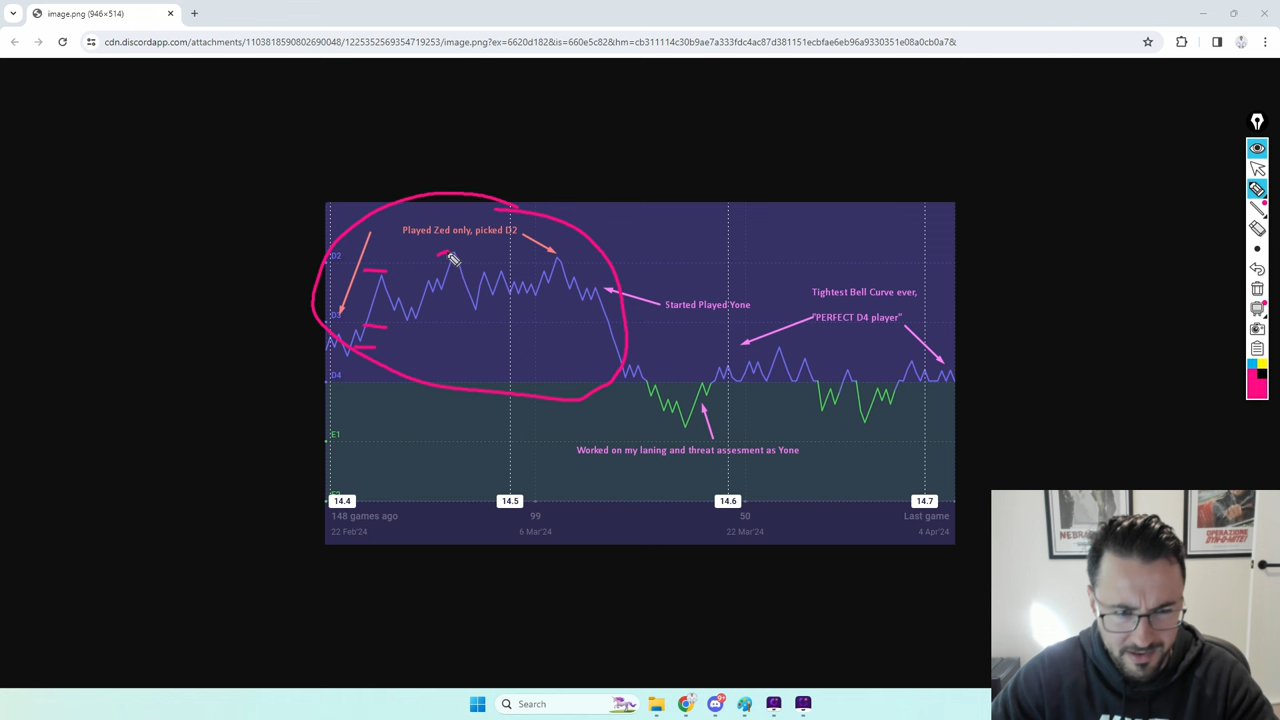 image.png (946×514)
cdn.discordapp.com/attachments/1103818590802690048/1225352569354719253/image.png?ex=6620d182&is=660e5c82&hm=cb311114c30b9ae7a333fdc4ac87d381151ecbfae6eb96a9330351e08a0cb0a7&
Played Zed only, picked D2
D2
Tightest Bell Curve ever,
Started Played Yone
"PERFECT D4 player"
D3
D4
E1
Worked on my laning and threat assesment as Yone
14.4
14.5
14.6
14.7
148 games ago
99
50
Last game
22 Feb'24
6 Mar'24
22 Mar'24
4 Apr'24
Search